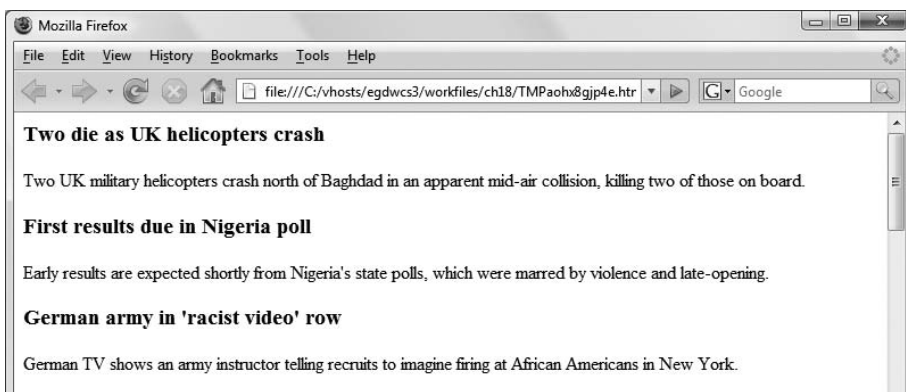 Mozilla Firefox
File Edit View History Bookmarks Tools Help
file:///C:/vhosts/egdwcs3/workfiles/ch18/TMPaohx8gjp4e.htr G Google
Two die as UK helicopters crash
Two UK military helicopters crash north of Baghdad in an apparent mid-air collision, killing two of those on board.
First results due in Nigeria poll
Early results are expected shortly from Nigeria's state polls, which were marred by violence and late-opening.
German army in 'racist video' row
German TV shows an army instructor telling recruits to imagine firing at African Americans in New York.